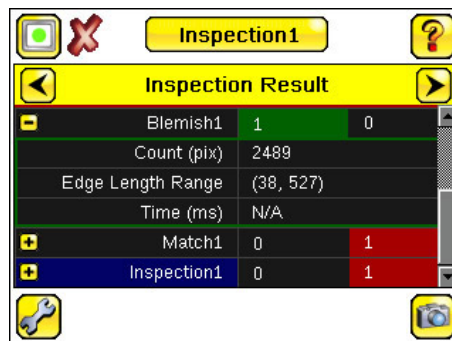 Inspection1
?
Inspection Result
Blemish1 1 0
Count (pix) 2489
Edge Length Range (38, 527)
Time (ms) N/A
Match1 0 1
Inspection1 0 1